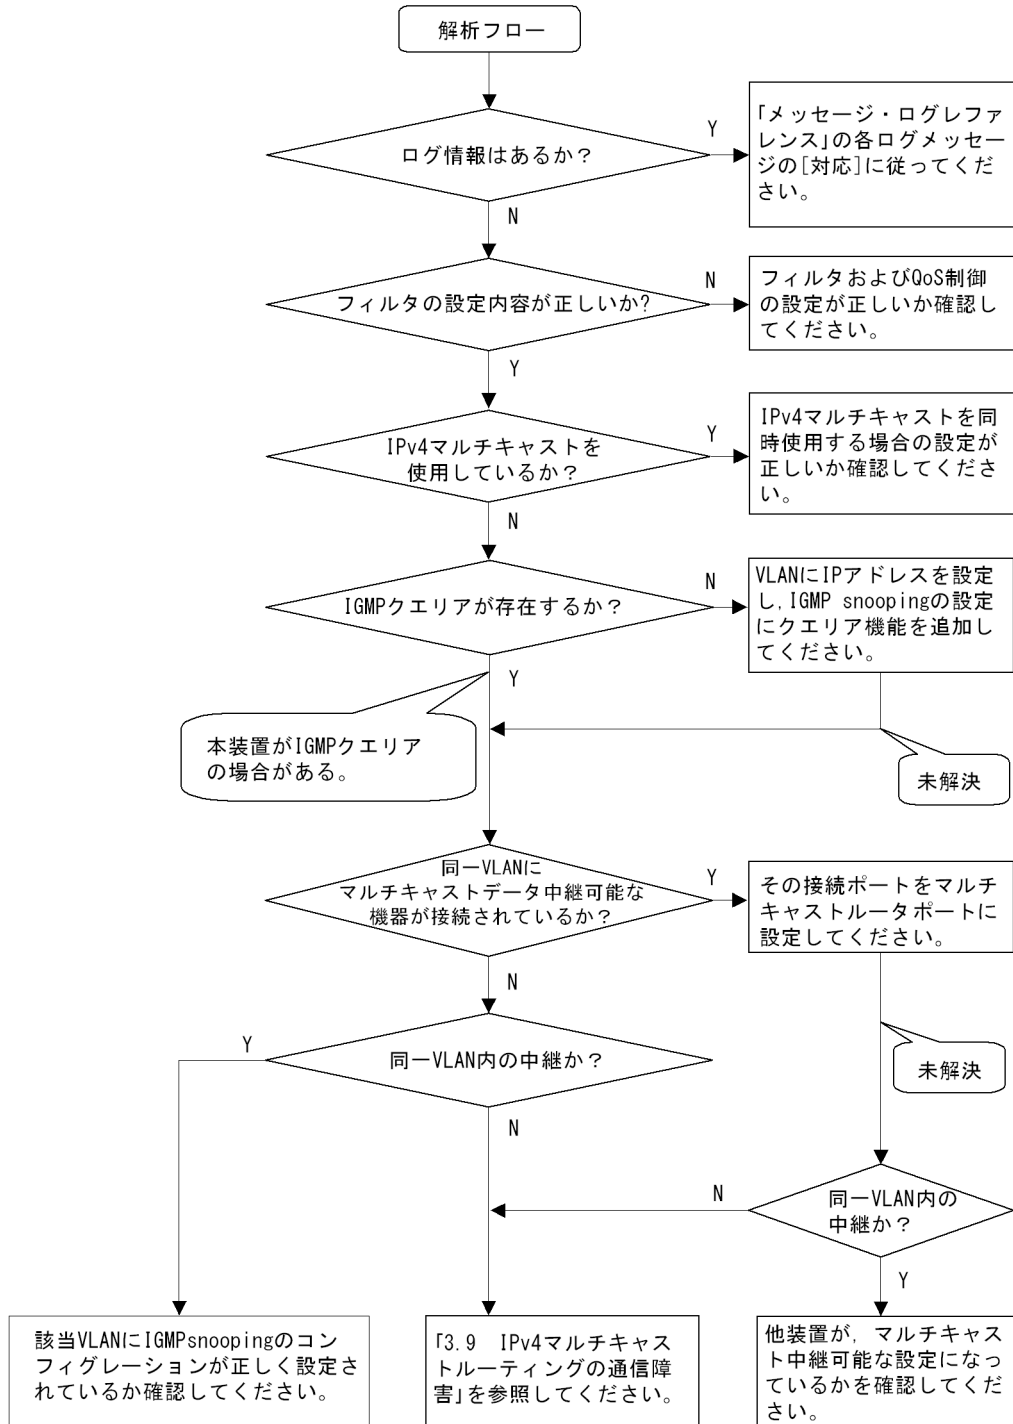 解析フロー
ログ情報はあるか？
Y
「メッセージ・ログレファ
レンス」の各ログメッセー
ジの[対応]に従ってくだ
さい。
N
フィルタの設定内容が正しいか?
N
フィルタおよびQoS制御
の設定が正しいか確認し
てください。
Y
IPv4マルチキャストを
使用しているか？
Y
IPv4マルチキャストを同
時使用する場合の設定が
正しいか確認してくださ
い。
N
IGMPクエリアが存在するか？
N
VLANにIPアドレスを設定
し,IGMP snoopingの設定
にクエリア機能を追加し
てください。
Y
本装置がIGMPクエリア
の場合がある。
未解決
同一VLANに
マルチキャストデータ中継可能な
機器が接続されているか？
Y
その接続ポートをマルチ
キャストルータポートに
設定してください。
N
同一VLAN内の中継か？
Y
未解決
N
同一VLAN内の
中継か？
N
Y
該当VLANにIGMPsnoopingのコン
フィグレーションが正しく設定さ
れているか確認してください。
「3.9　IPv4マルチキャス
トルーティングの通信障
害」を参照してください。
他装置が, マルチキャス
ト中継可能な設定になっ
ているかを確認してくだ
さい。